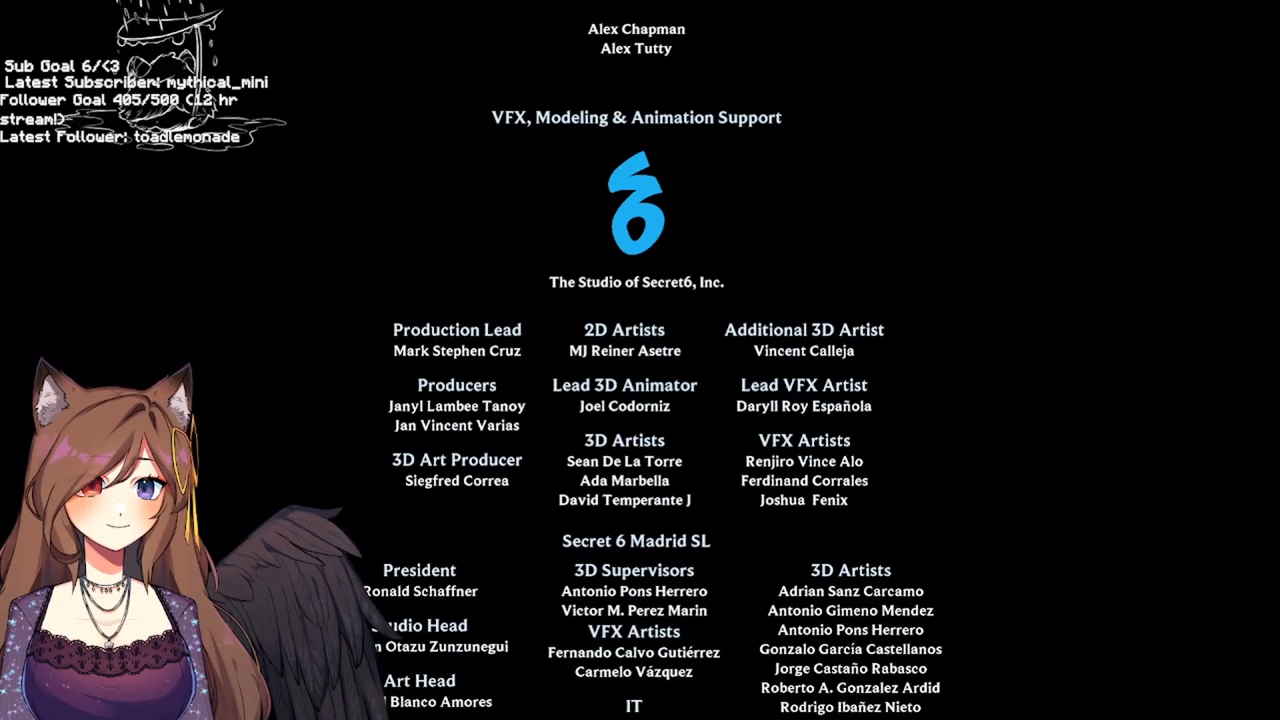 Sub Goal 6/<3
Latest Subscriber: mythical_mini
Follower Goal 405/500 (12 hr
stream!)
Latest Follower: toadlemonade
Alex Chapman
Alex Tutty
VFX, Modeling & Animation Support
6
The Studio of Secret6, Inc.
Production Lead
Mark Stephen Cruz
Producers
Janyl Lambee Tanoy
Jan Vincent Varias
3D Art Producer
Siegfred Correa
2D Artists
MJ Reiner Asetre
Lead 3D Animator
Joel Codorniz
3D Artists
Sean De La Torre
Ada Marbella
David Temperante J
Additional 3D Artist
Vincent Calleja
Lead VFX Artist
Daryll Roy Española
VFX Artists
Renjiro Vince Alo
Ferdinand Corrales
Joshua Fenix
Secret 6 Madrid SL
President
Ronald Schaffner
Head
Otazu Zunzunegui
Art Head
Blanco Amores
3D Supervisors
Antonio Pons Herrero
Victor M. Perez Marin
VFX Artists
Fernando Calvo Gutiérrez
Carmelo Vázquez
IT
3D Artists
Adrian Sanz Carcamo
Antonio Gimeno Mendez
Antonio Pons Herrero
Gonzalo García Castellanos
Jorge Castaño Rabasco
Roberto A. Gonzalez Ardid
Rodrigo Ibañez Nieto